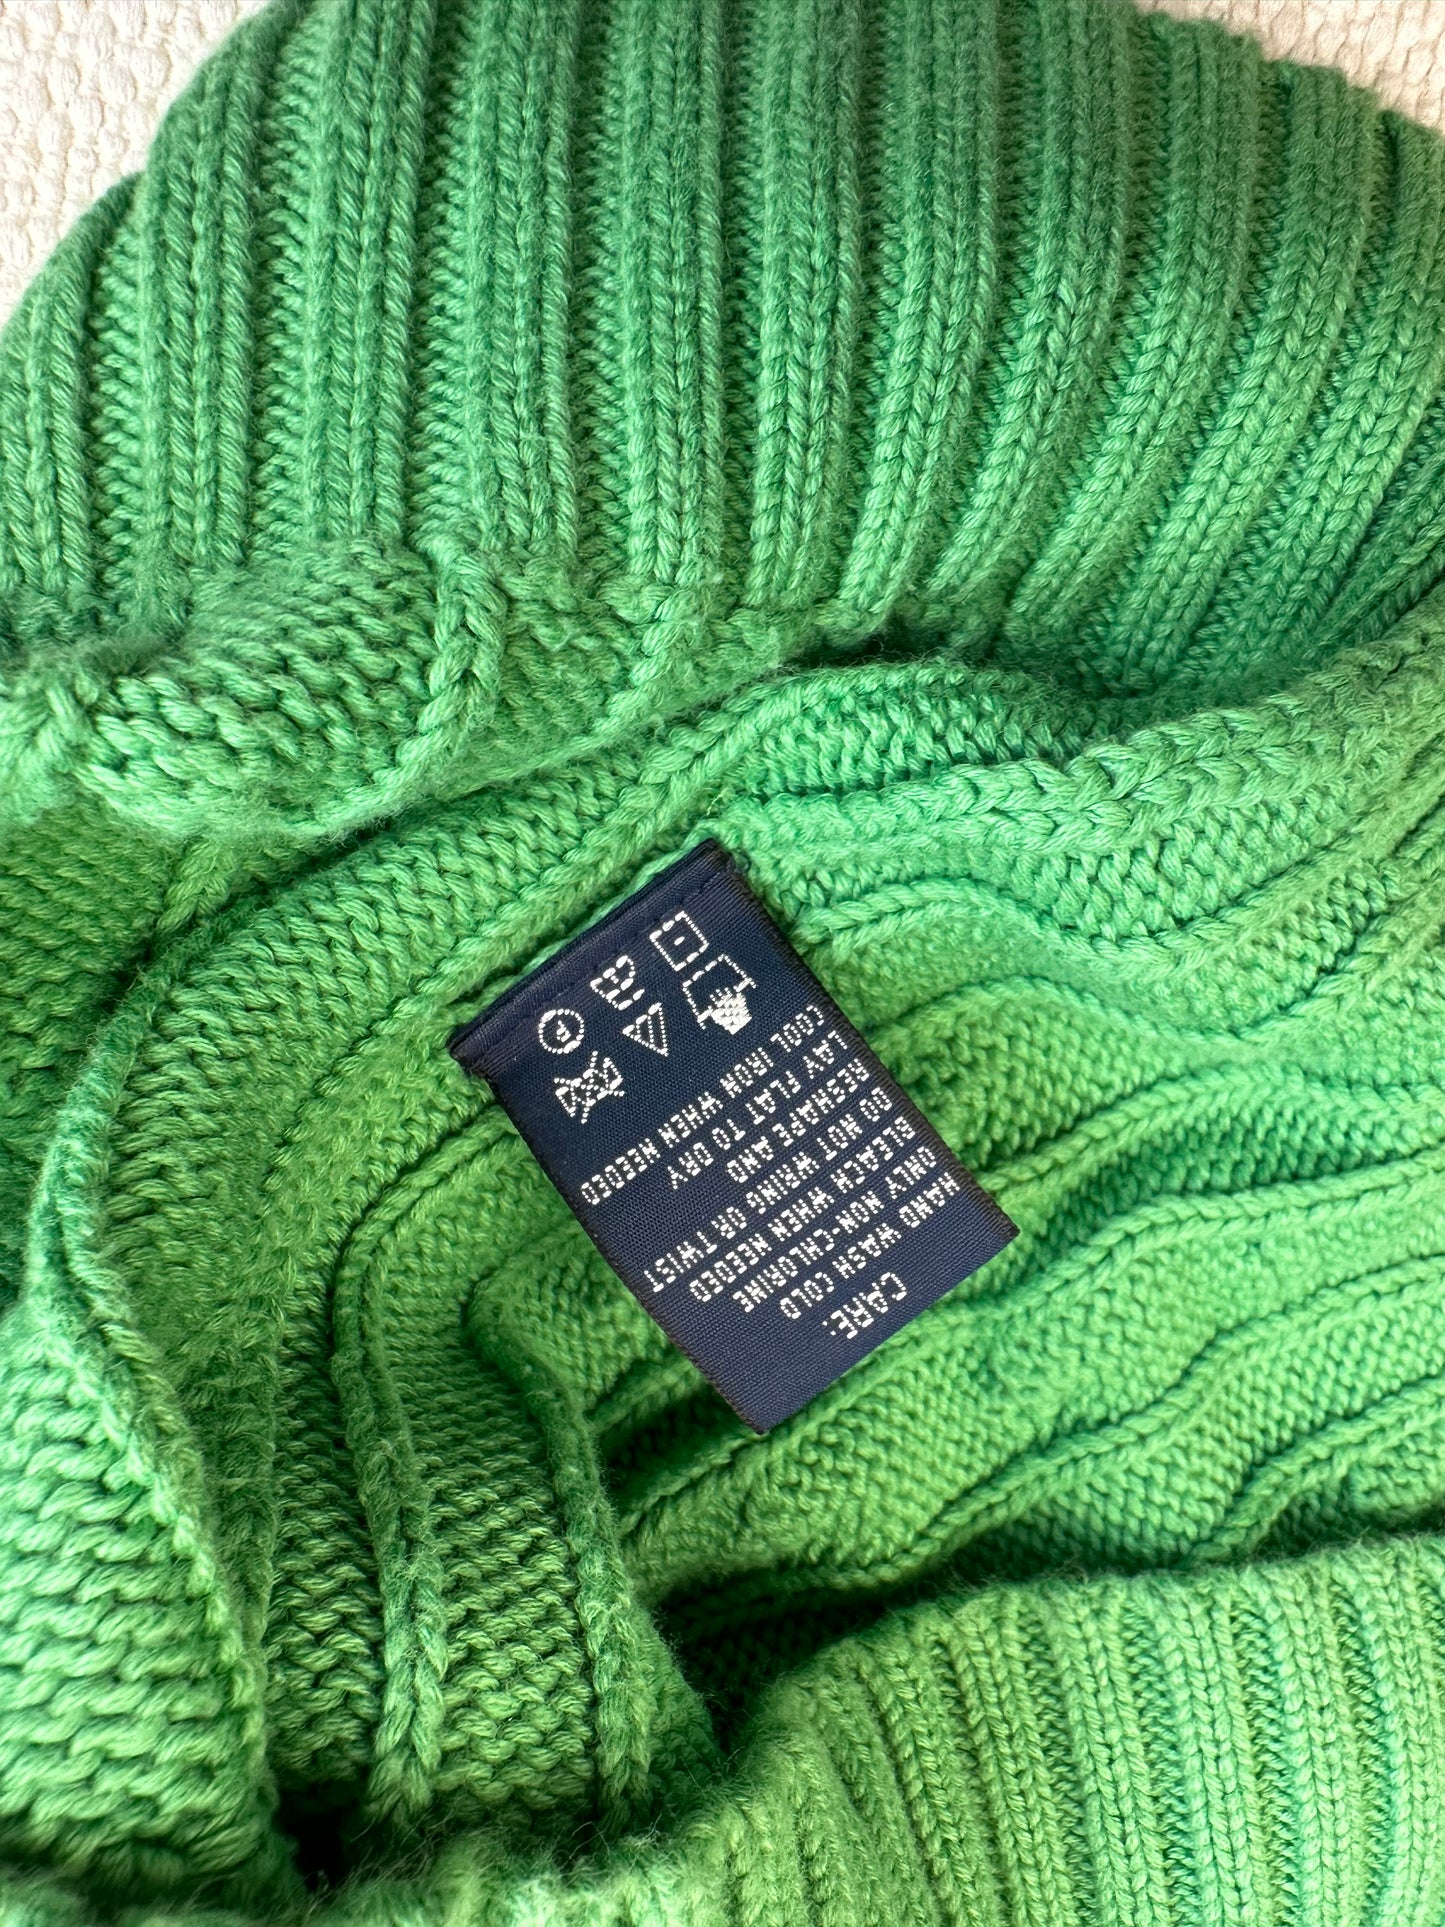 CARE:
HAND WASH COLD
ONLY NON-CHLORINE
BLEACH WHEN NEEDED
DO NOT WRING OR TWIST
RESHAPE AND
LAY FLAT TO DRY
COOL IRON WHEN NEEDED
P